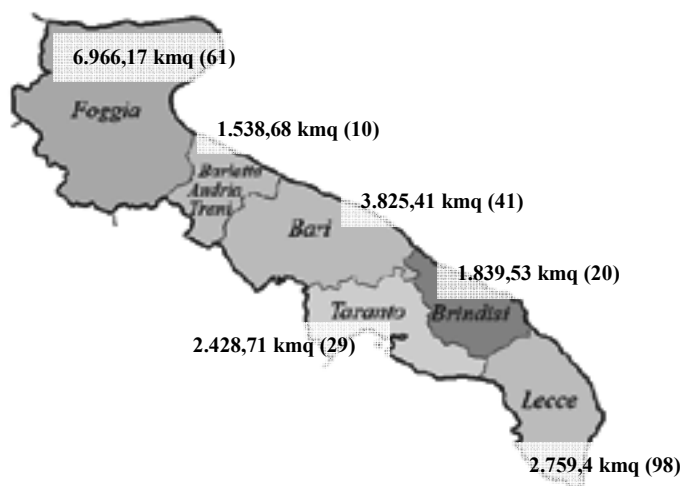 6.966,17 kmq (61)
Foggia
1.538,68 kmq (10)
Barletta
Andria
Trani
3.825,41 kmq (41)
Bari
1.839,53 kmq (20)
Taranto
Brindisi
2.428,71 kmq (29)
Lecce
2.759,4 kmq (98)